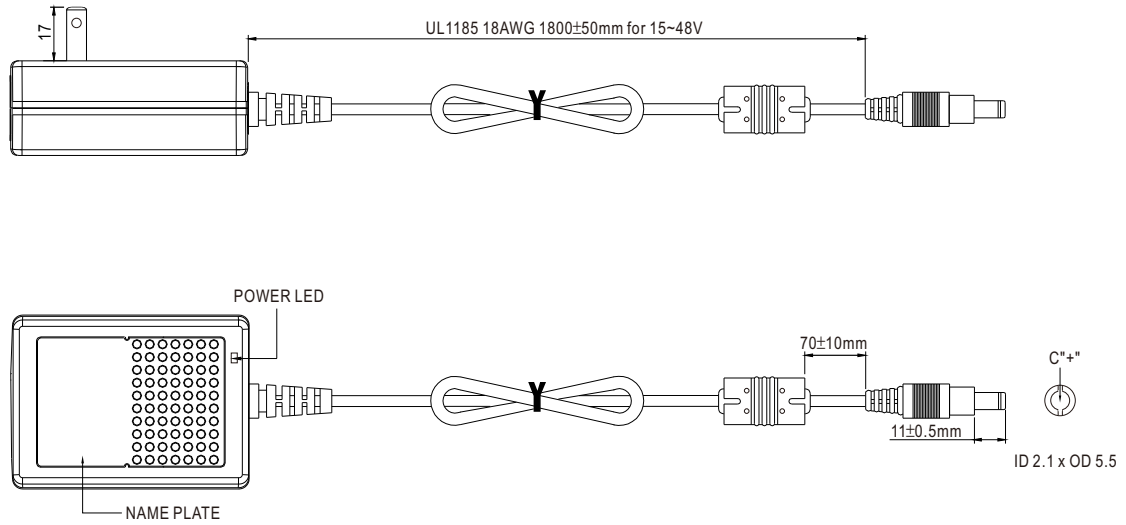 UL1185 18AWG 1800±50mm for 15~48V
17
POWER LED
70±10mm
C"+"
11±0.5mm
ID 2.1 x OD 5.5
NAME PLATE